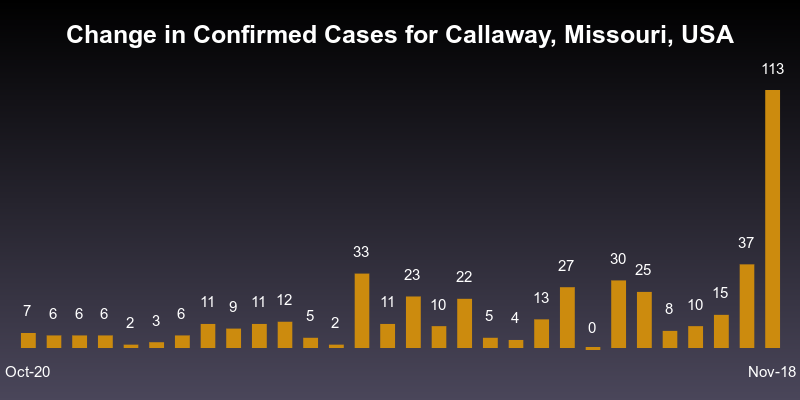 Change in Confirmed Cases for Callaway, Missouri, USA
7 6 6 6 2 3 6 11 9 11 12 5 2 33 11 23 10 22 5 4 13 27 0 30 25 8 10 15 37 113
Oct-20 Nov-18